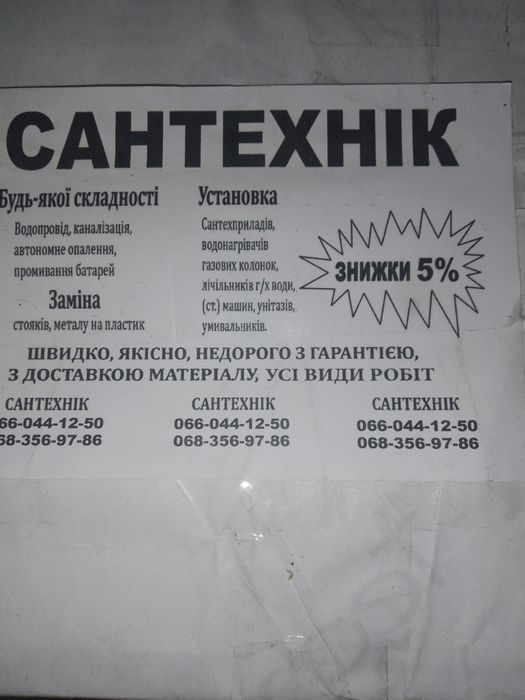 САНТЕХНІК
Будь-якої складності
Водопровід, каналізація,
автономне опалення,
промивання батарей
Заміна
стояків, металу на пластик
Установка
Сантехприладів,
водонагрівачів
газових колонок,
лічільників г/х води,
(ст.) машин, унітазів,
умивальників.
ЗНИЖКИ 5%
ШВИДКО, ЯКІСНО, НЕДОРОГО З ГАРАНТІЄЮ,
З ДОСТАВКОЮ МАТЕРІАЛУ, УСІ ВИДИ РОБІТ
САНТЕХНІК САНТЕХНІК САНТЕХНІК
66-044-12-50 066-044-12-50 066-044-12-50
68-356-97-86 068-356-97-86 068-356-97-86